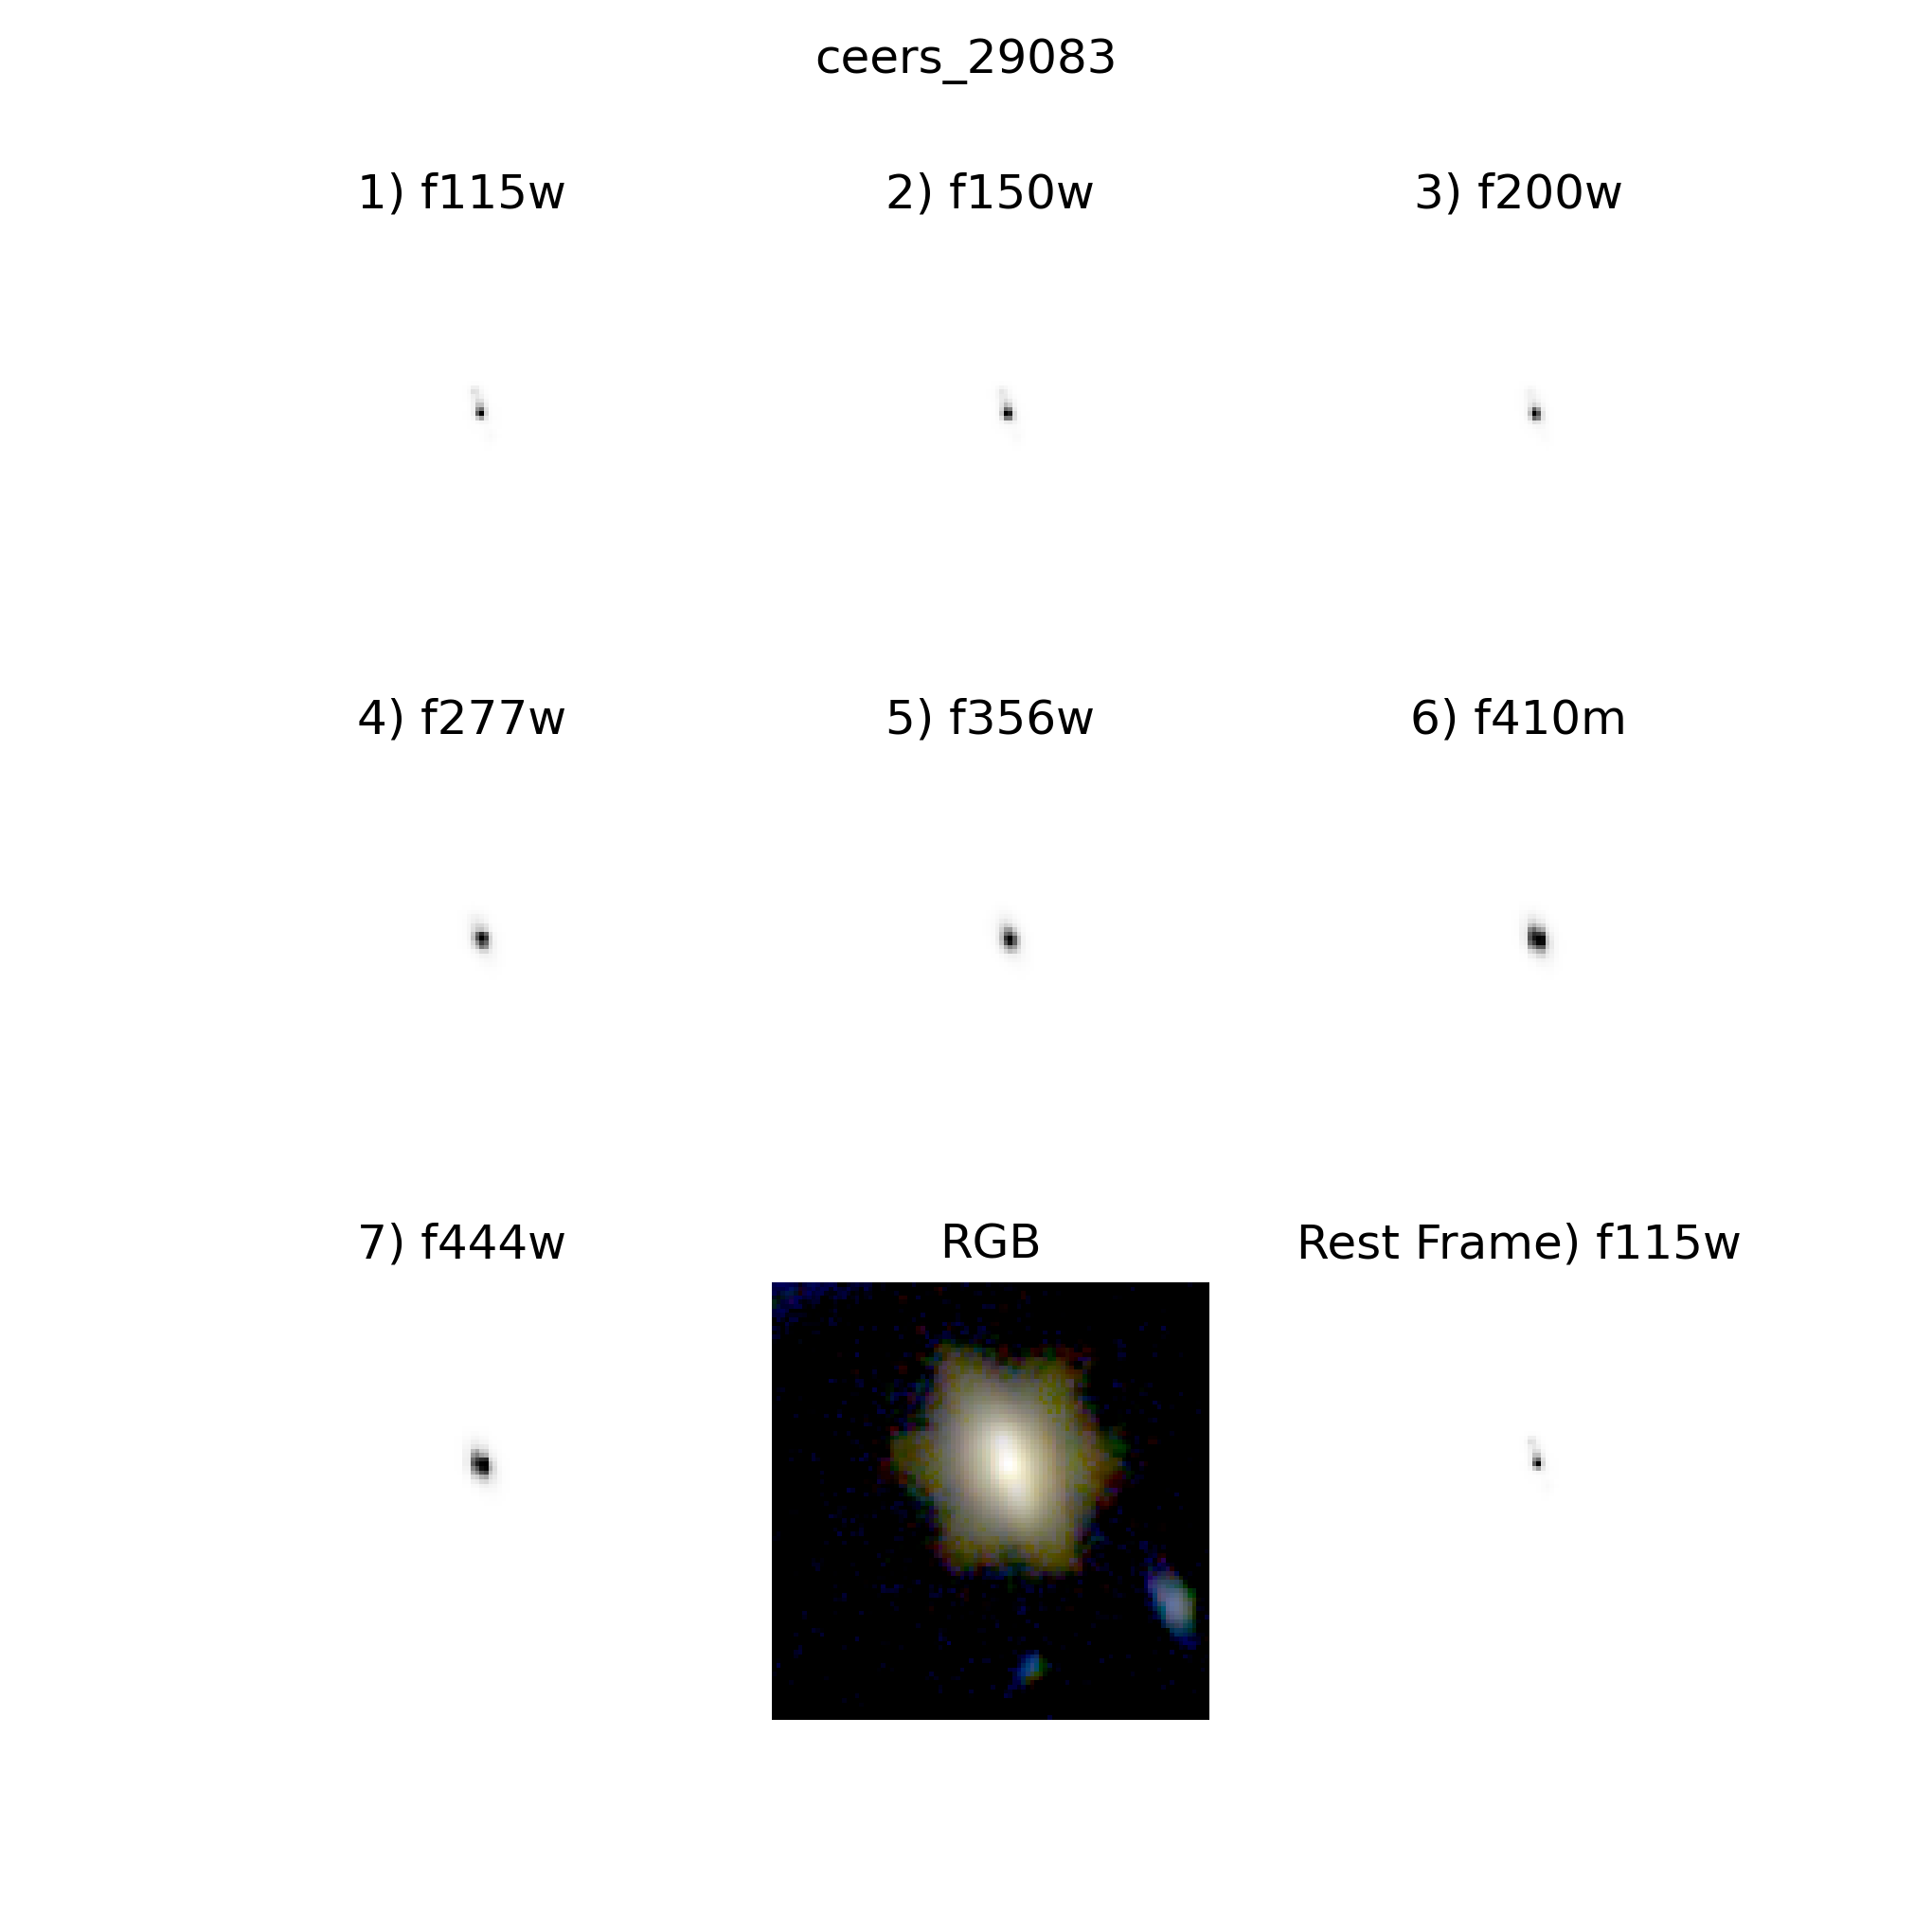 ceers_29083
1) f115w
2) f150w
3) f200w
4) f277w
5) f356w
6) f410m
7) f444w
RGB
Rest Frame) f115w